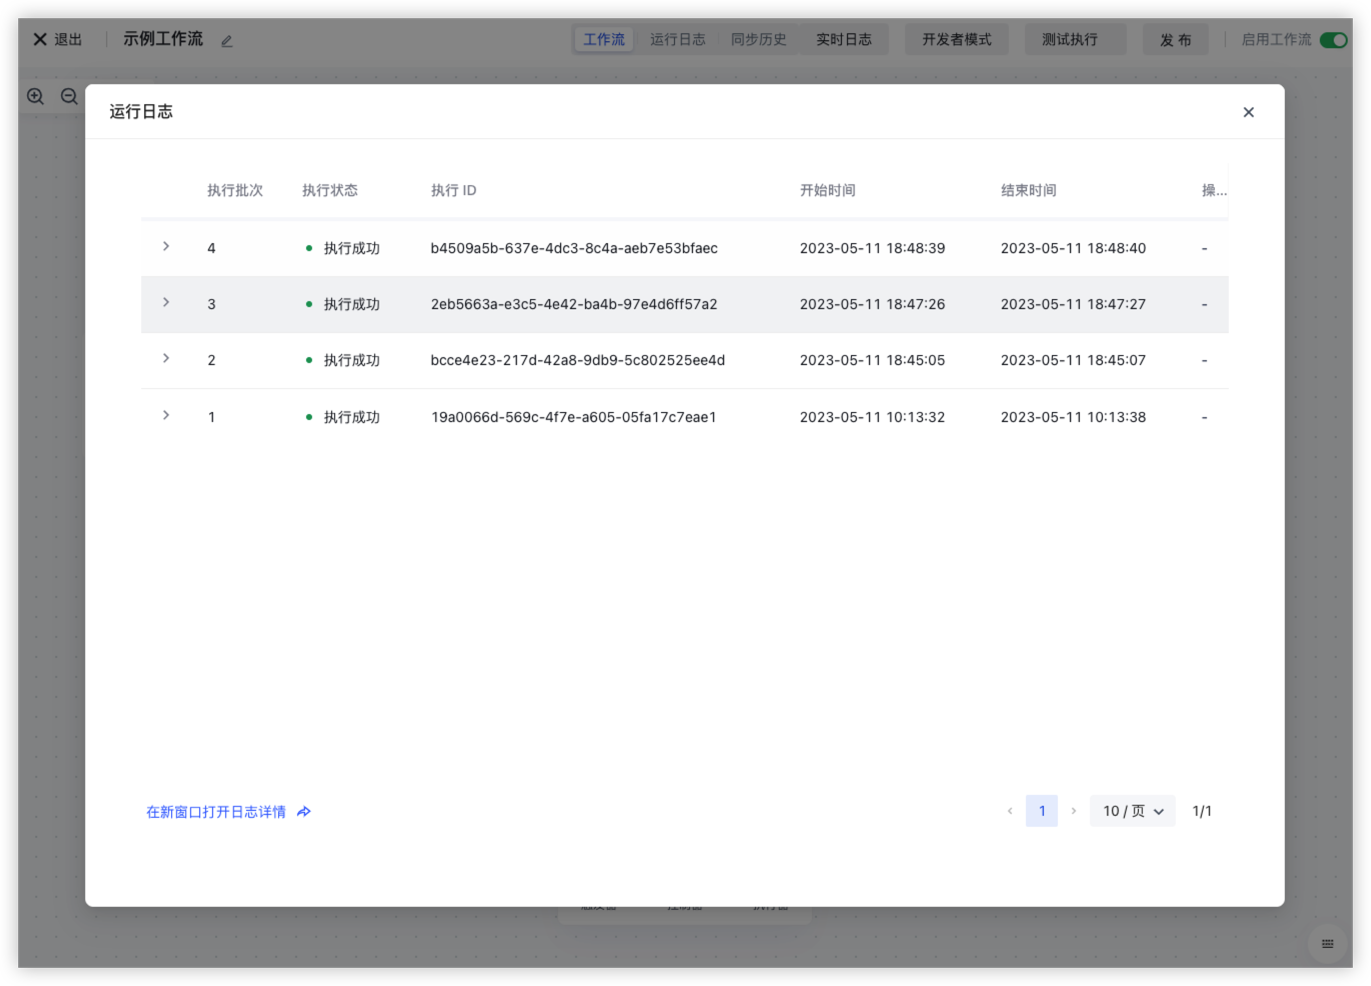 退出 示例工作流 工作流 运行日志 同步历史 实时日志 开发者模式 测试执行 发 布 启用工作流
运行日志
执行批次 执行状态 执行 ID 开始时间 结束时间 操...
4 执行成功 b4509a5b-637e-4dc3-8c4a-aeb7e53bfaec 2023-05-11 18:48:39 2023-05-11 18:48:40 -
3 执行成功 2eb5663a-e3c5-4e42-ba4b-97e4d6ff57a2 2023-05-11 18:47:26 2023-05-11 18:47:27 -
2 执行成功 bcce4e23-217d-42a8-9db9-5c802525ee4d 2023-05-11 18:45:05 2023-05-11 18:45:07 -
1 执行成功 19a0066d-569c-4f7e-a605-05fa17c7eae1 2023-05-11 10:13:32 2023-05-11 10:13:38 -
在新窗口打开日志详情 1 10 / 页 1/1